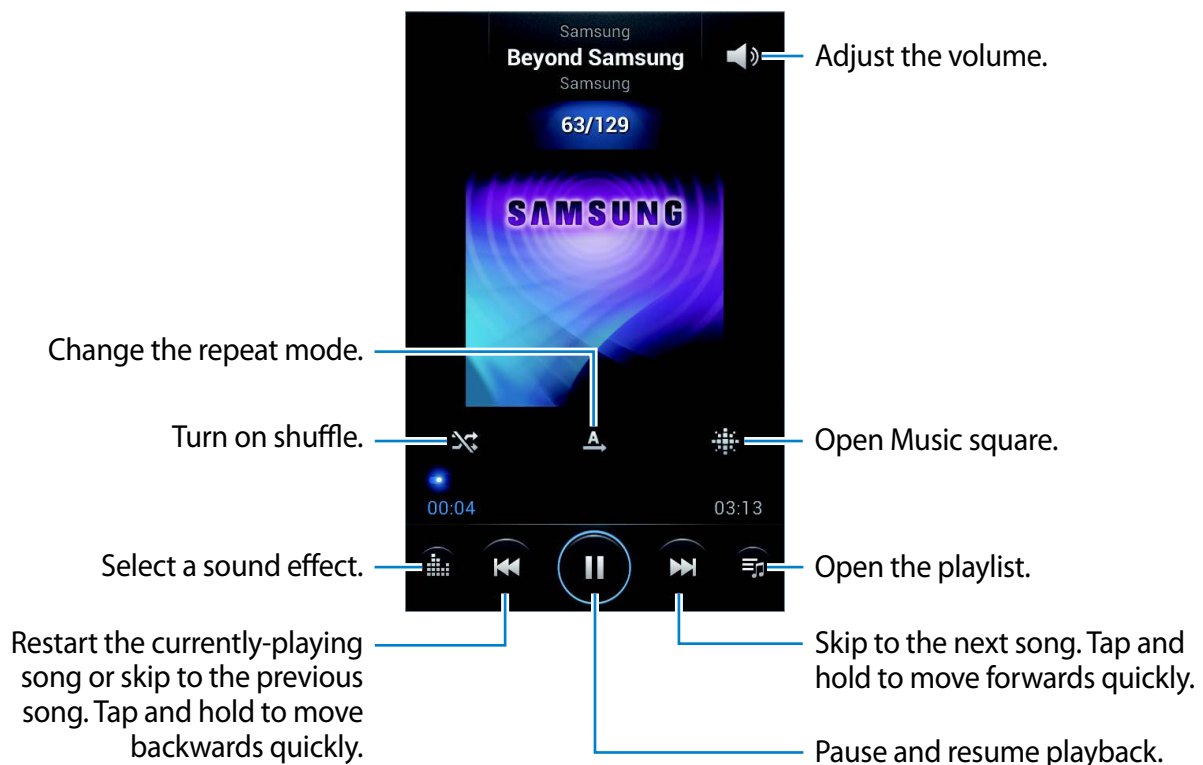 Samsung
Beyond Samsung
Samsung
Adjust the volume.
63/129
SAMSUNG
Change the repeat mode.
A
Turn on shuffle.
Open Music square.
00:04
03:13
Select a sound effect.
Open the playlist.
Restart the currently-playing
song or skip to the previous
song. Tap and hold to move
backwards quickly.
Skip to the next song. Tap and
hold to move forwards quickly.
Pause and resume playback.